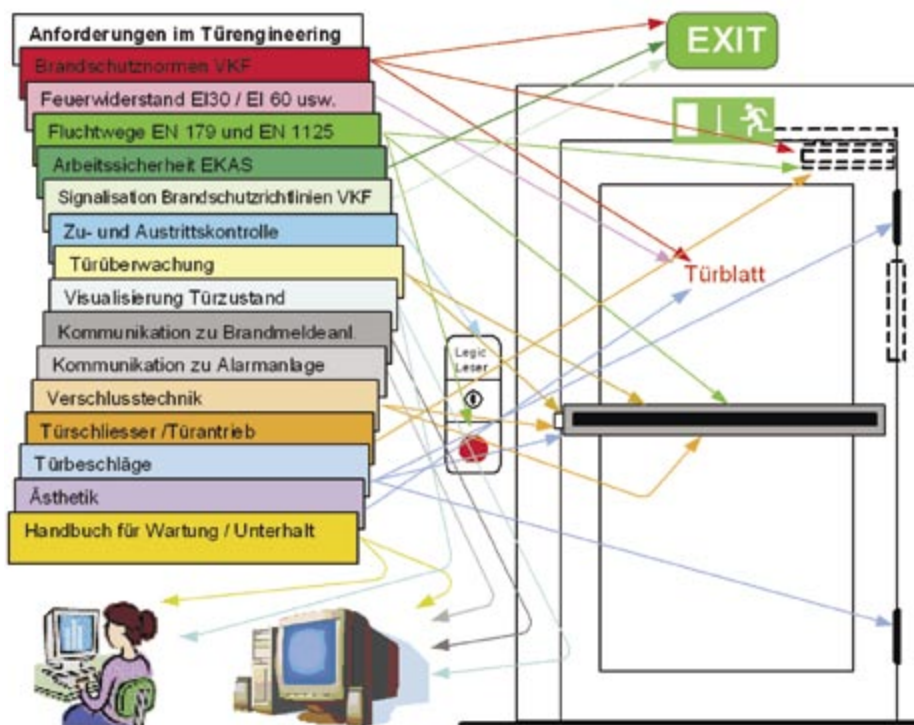 Anforderungen im Türengineering
Brandschutznormen VKF
Feuerwiderstand EI30 / EI 60 usw.
Fluchtwege EN 179 und EN 1125
Arbeitssicherheit EKAS
Signalisation Brandschutzrichtlinien VKF
Zu- und Austrittskontrolle
Türüberwachung
Visualisierung Türzustand
Kommunikation zu Brandmeldeanl.
Kommunikation zu Alarmanlage
Verschlusstechnik
Türschliesser /Türantrieb
Türbeschläge
Ästhetik
Handbuch für Wartung / Unterhalt
EXIT
Türblatt
Legic
Leser